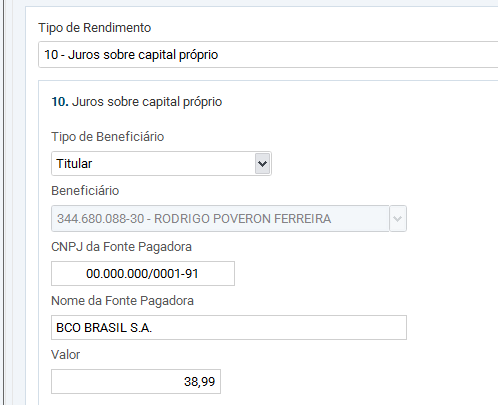 Tipo de Rendimento
10 - Juros sobre capital próprio
10. Juros sobre capital próprio
Tipo de Beneficiário
Titular
Beneficiário
344.680.088-30 - RODRIGO POVERON FERREIRA
CNPJ da Fonte Pagadora
00.000.000/0001-91
Nome da Fonte Pagadora
BCO BRASIL S.A.
Valor
38,99